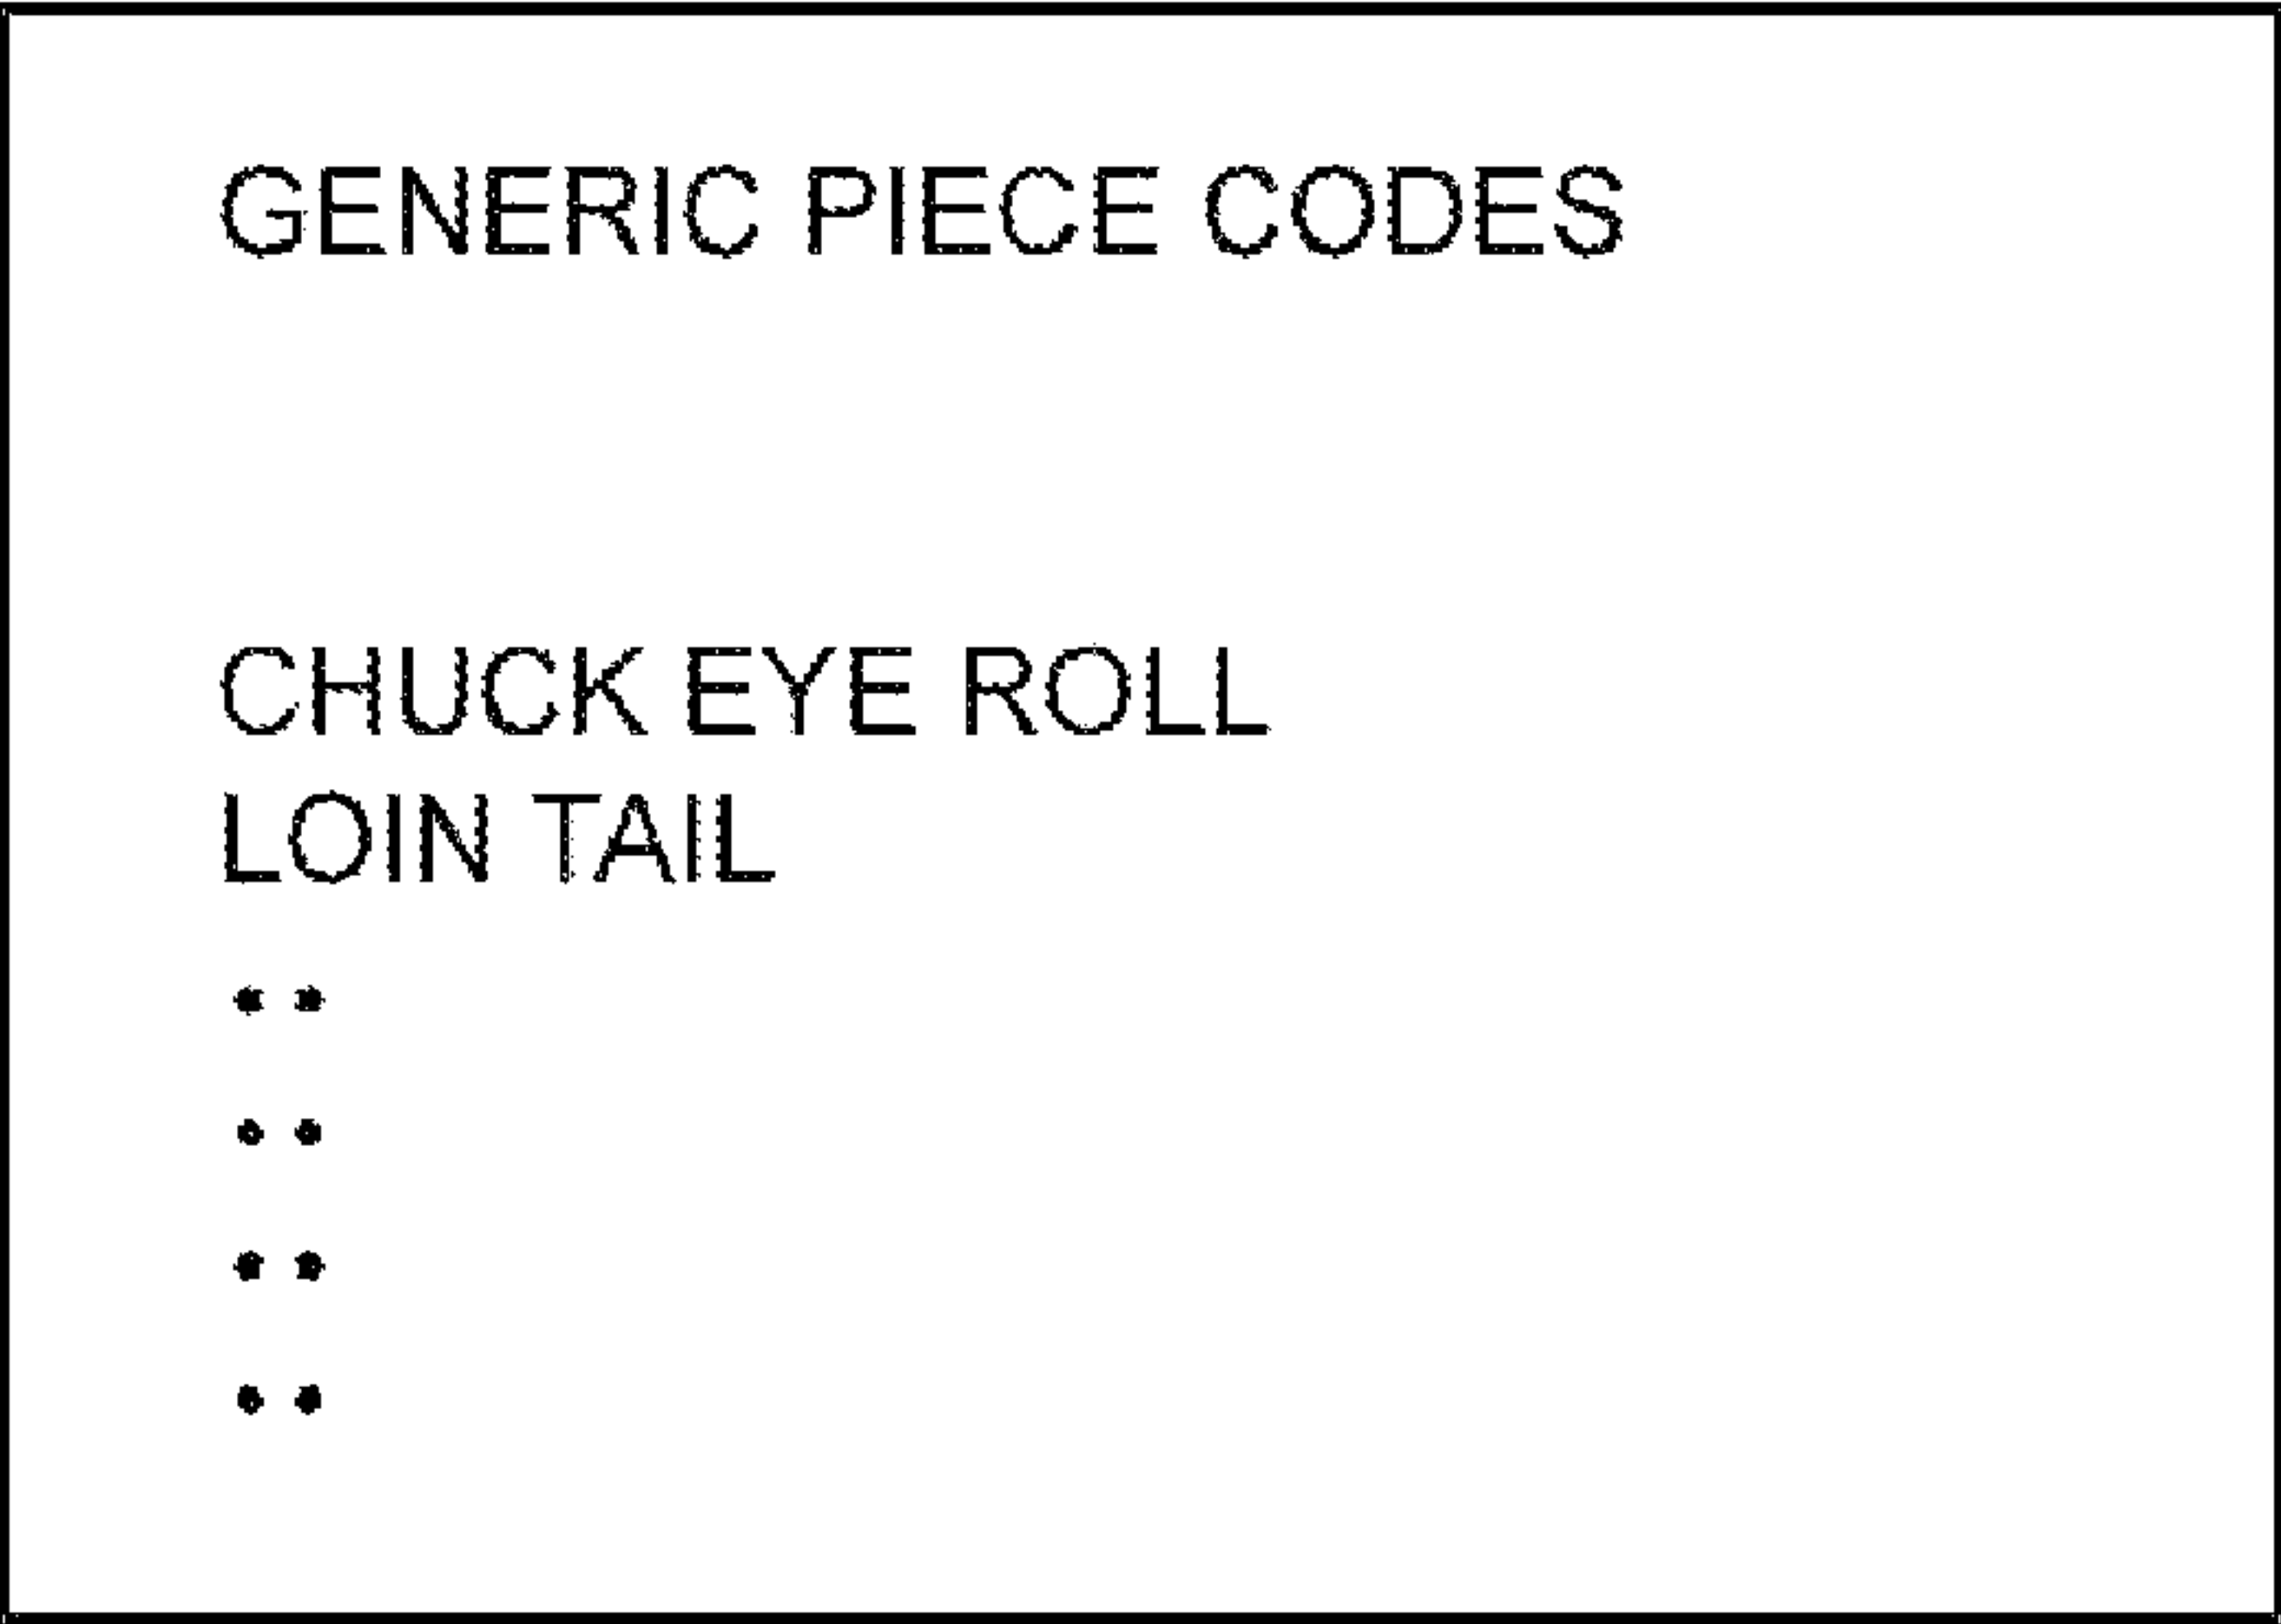 GENERIC PIECE CODES
CHUCK EYE ROLL
LOIN TAIL
..
..
..
..